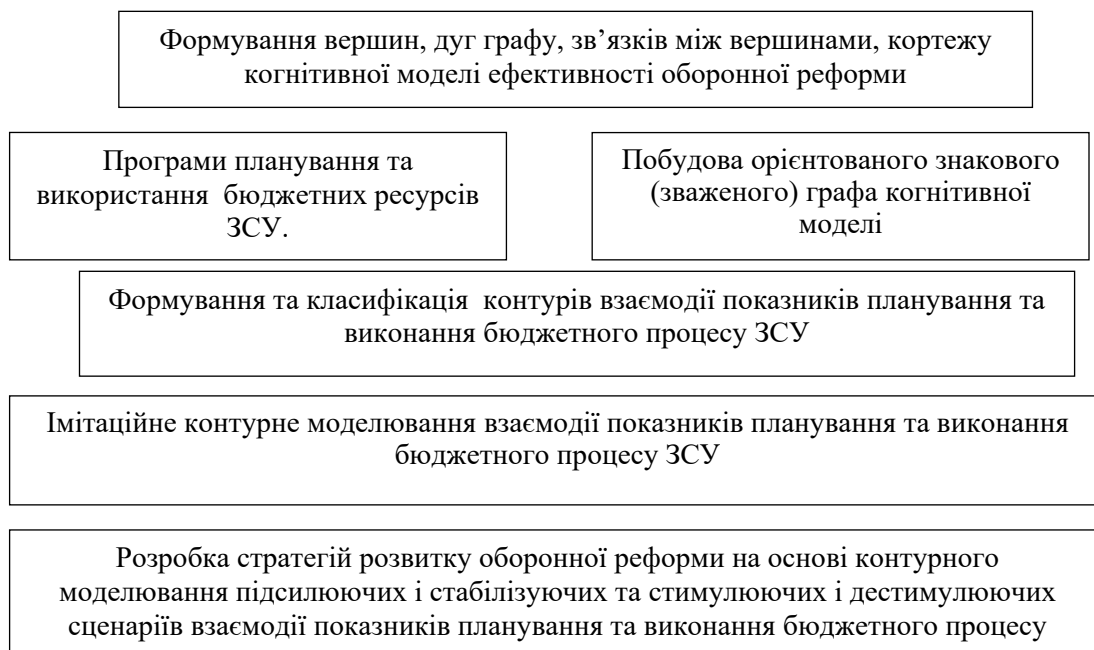 Формування вершин, дуг графу, зв’язків між вершинами, кортежу
когнітивної моделі ефективності оборонної реформи
Програми планування та
використання бюджетних ресурсів
ЗСУ.
Побудова орієнтованого знакового
(зваженого) графа когнітивної
моделі
Формування та класифікація контурів взаємодії показників планування та
виконання бюджетного процесу ЗСУ
Імітаційне контурне моделювання взаємодії показників планування та виконання
бюджетного процесу ЗСУ
Розробка стратегій розвитку оборонної реформи на основі контурного
моделювання підсилюючих і стабілізуючих та стимулюючих і дестимулюючих
сценаріїв взаємодії показників планування та виконання бюджетного процесу